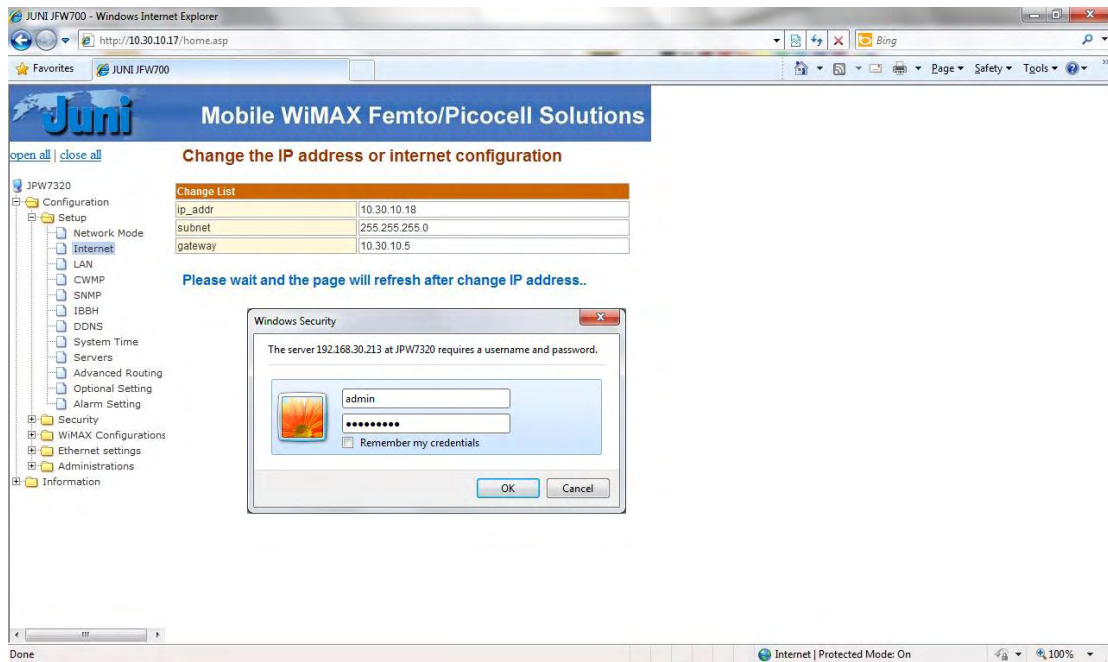 JUNI JFW700 - Windows Internet Explorer
http://10.30.10.17/home.asp
Bing
Favorites
JUNI JFW700
Page
Safety
Tools
Juni
Mobile WiMAX Femto/Picocell Solutions
open all | close all
Change the IP address or internet configuration
JPW7320
Configuration
Setup
Network Mode
Internet
LAN
CWMP
SNMP
IBBH
DDNS
System Time
Servers
Advanced Routing
Optional Setting
Alarm Setting
Security
WiMAX Configurations
Ethernet settings
Administrations
Information
Change List
ip_addr 10.30.10.18
subnet 255.255.255.0
gateway 10.30.10.5
Please wait and the page will refresh after change IP address..
Windows Security
The server 192.168.30.213 at JPW7320 requires a username and password.
admin
•••••••••
Remember my credentials
OK Cancel
Done
Internet | Protected Mode: On
100%